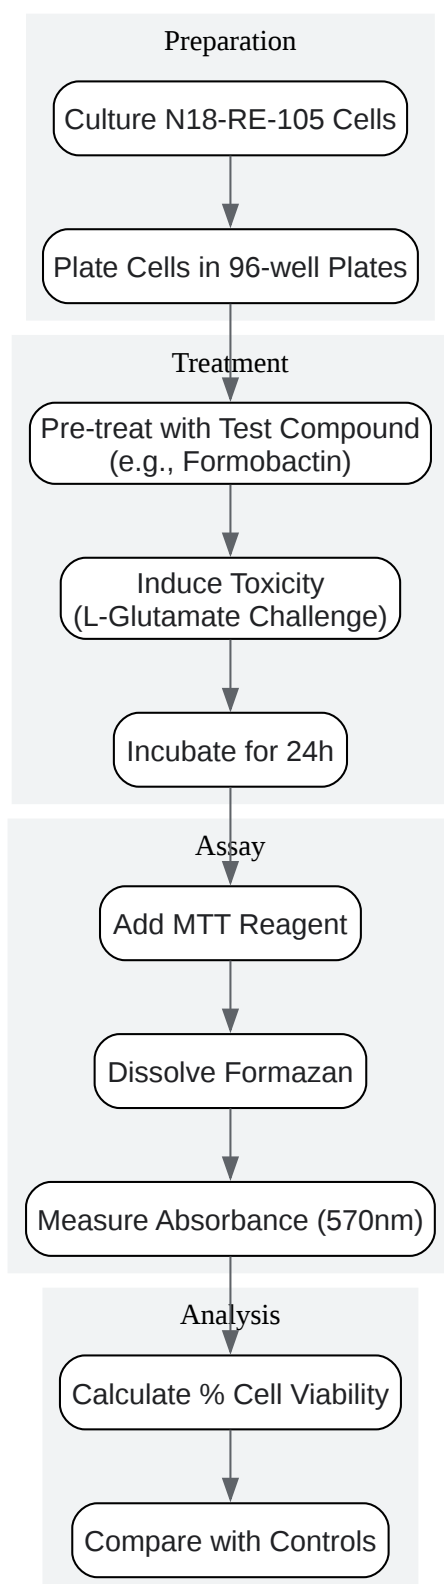 Preparation
Culture N18-RE-105 Cells
Plate Cells in 96-well Plates
Treatment
Pre-treat with Test Compound
(e.g., Formobactin)
Induce Toxicity
(L-Glutamate Challenge)
Incubate for 24h
Assay
Add MTT Reagent
Dissolve Formazan
Measure Absorbance (570nm)
Analysis
Calculate % Cell Viability
Compare with Controls